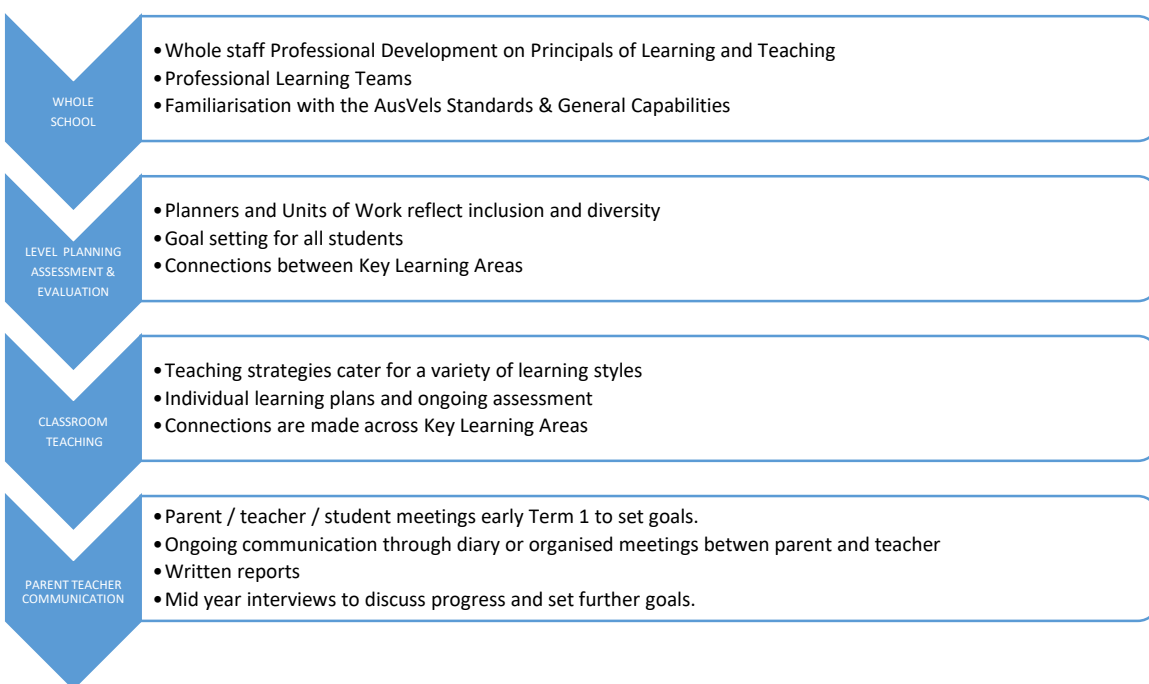 WHOLE
SCHOOL
•Whole staff Professional Development on Principals of Learning and Teaching
•Professional Learning Teams
•Familiarisation with the AusVels Standards & General Capabilities
LEVEL PLANNING
ASSESSMENT &
EVALUATION
•Planners and Units of Work reflect inclusion and diversity
•Goal setting for all students
•Connections between Key Learning Areas
CLASSROOM
TEACHING
•Teaching strategies cater for a variety of learning styles
•Individual learning plans and ongoing assessment
•Connections are made across Key Learning Areas
PARENT TEACHER
COMMUNICATION
•Parent / teacher / student meetings early Term 1 to set goals.
•Ongoing communication through diary or organised meetings betwen parent and teacher
•Written reports
•Mid year interviews to discuss progress and set further goals.